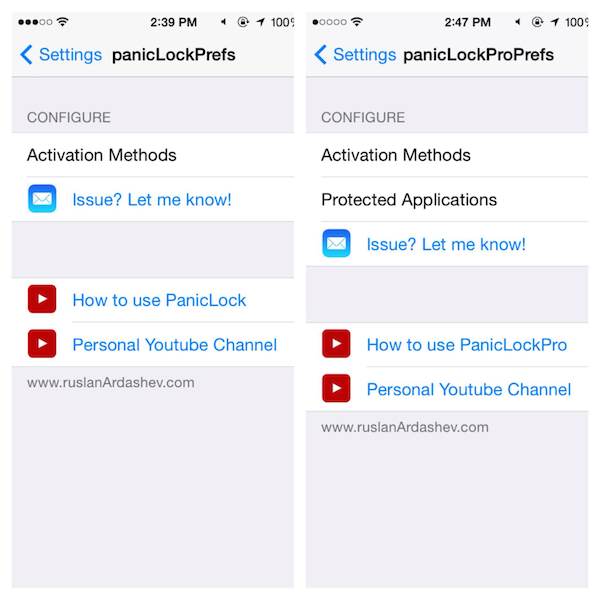 2:39 PM 100%
Settings panicLockPrefs
CONFIGURE
Activation Methods
Issue? Let me know!
How to use PanicLock
Personal Youtube Channel
www.ruslanArdashev.com
2:47 PM 100%
Settings panicLockProPrefs
CONFIGURE
Activation Methods
Protected Applications
Issue? Let me know!
How to use PanicLockPro
Personal Youtube Channel
www.ruslanArdashev.com